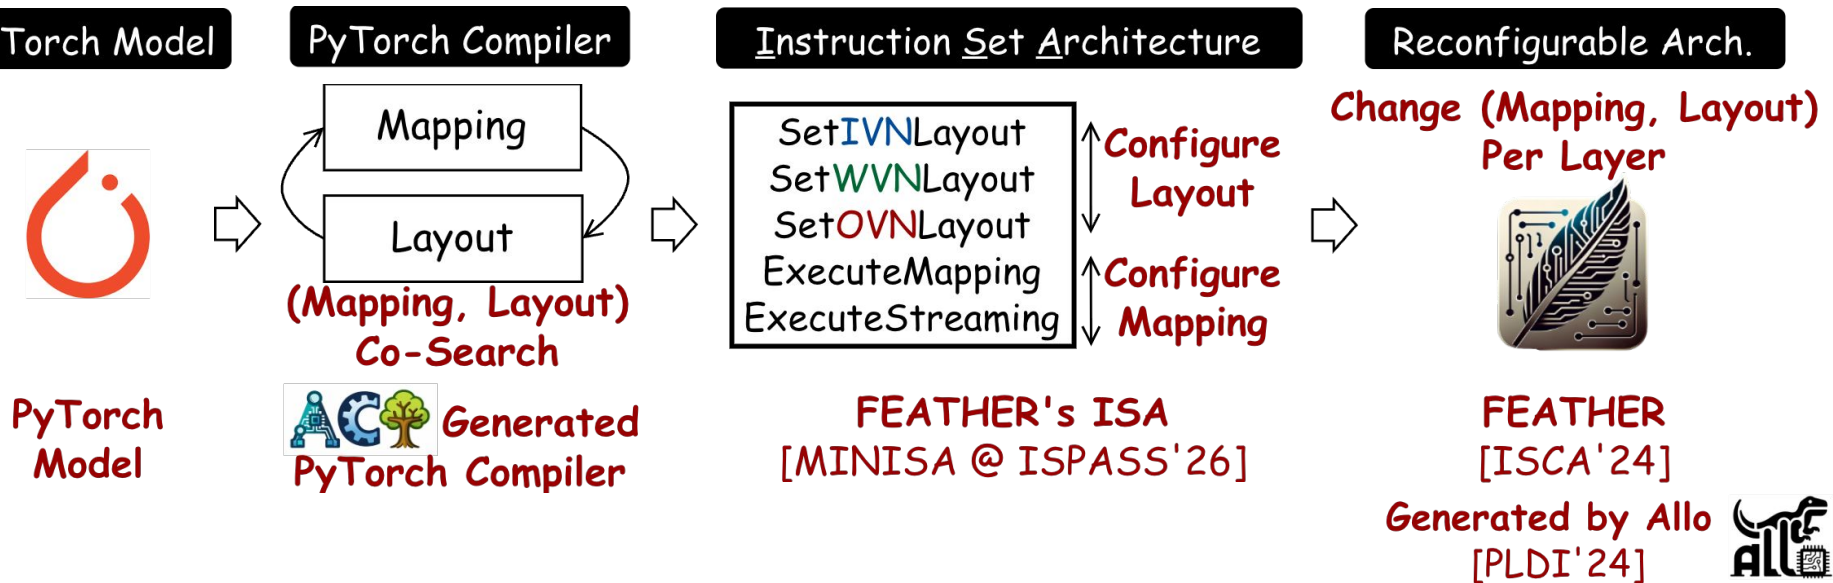 Torch Model
PyTorch Compiler
Instruction Set Architecture
Reconfigurable Arch.
Mapping
Layout
(Mapping, Layout)
Co-Search
SetIVNLayout
SetWVNLayout
SetOVNLayout
ExecuteMapping
ExecuteStreaming
Configure
Layout
Configure
Mapping
Change (Mapping, Layout)
Per Layer
PyTorch
Model
ACT Generated
PyTorch Compiler
FEATHER's ISA
[MINISA @ ISPASS'26]
FEATHER
[ISCA'24]
Generated by Allo
[PLDI'24]
ALLO